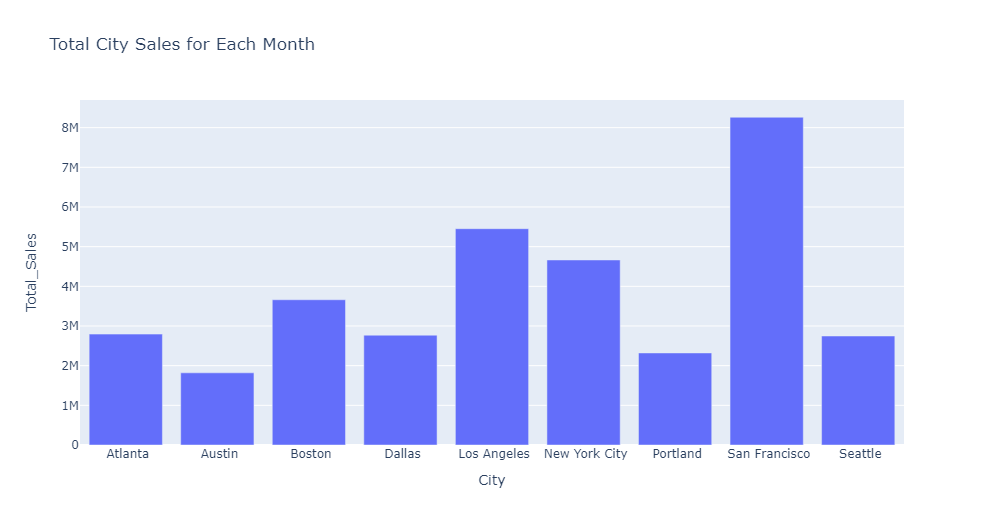 Total City Sales for Each Month
Total_Sales
8M
7M
6M
5M
4M
3M
2M
1M
0
Atlanta Austin Boston Dallas Los Angeles New York City Portland San Francisco Seattle
City